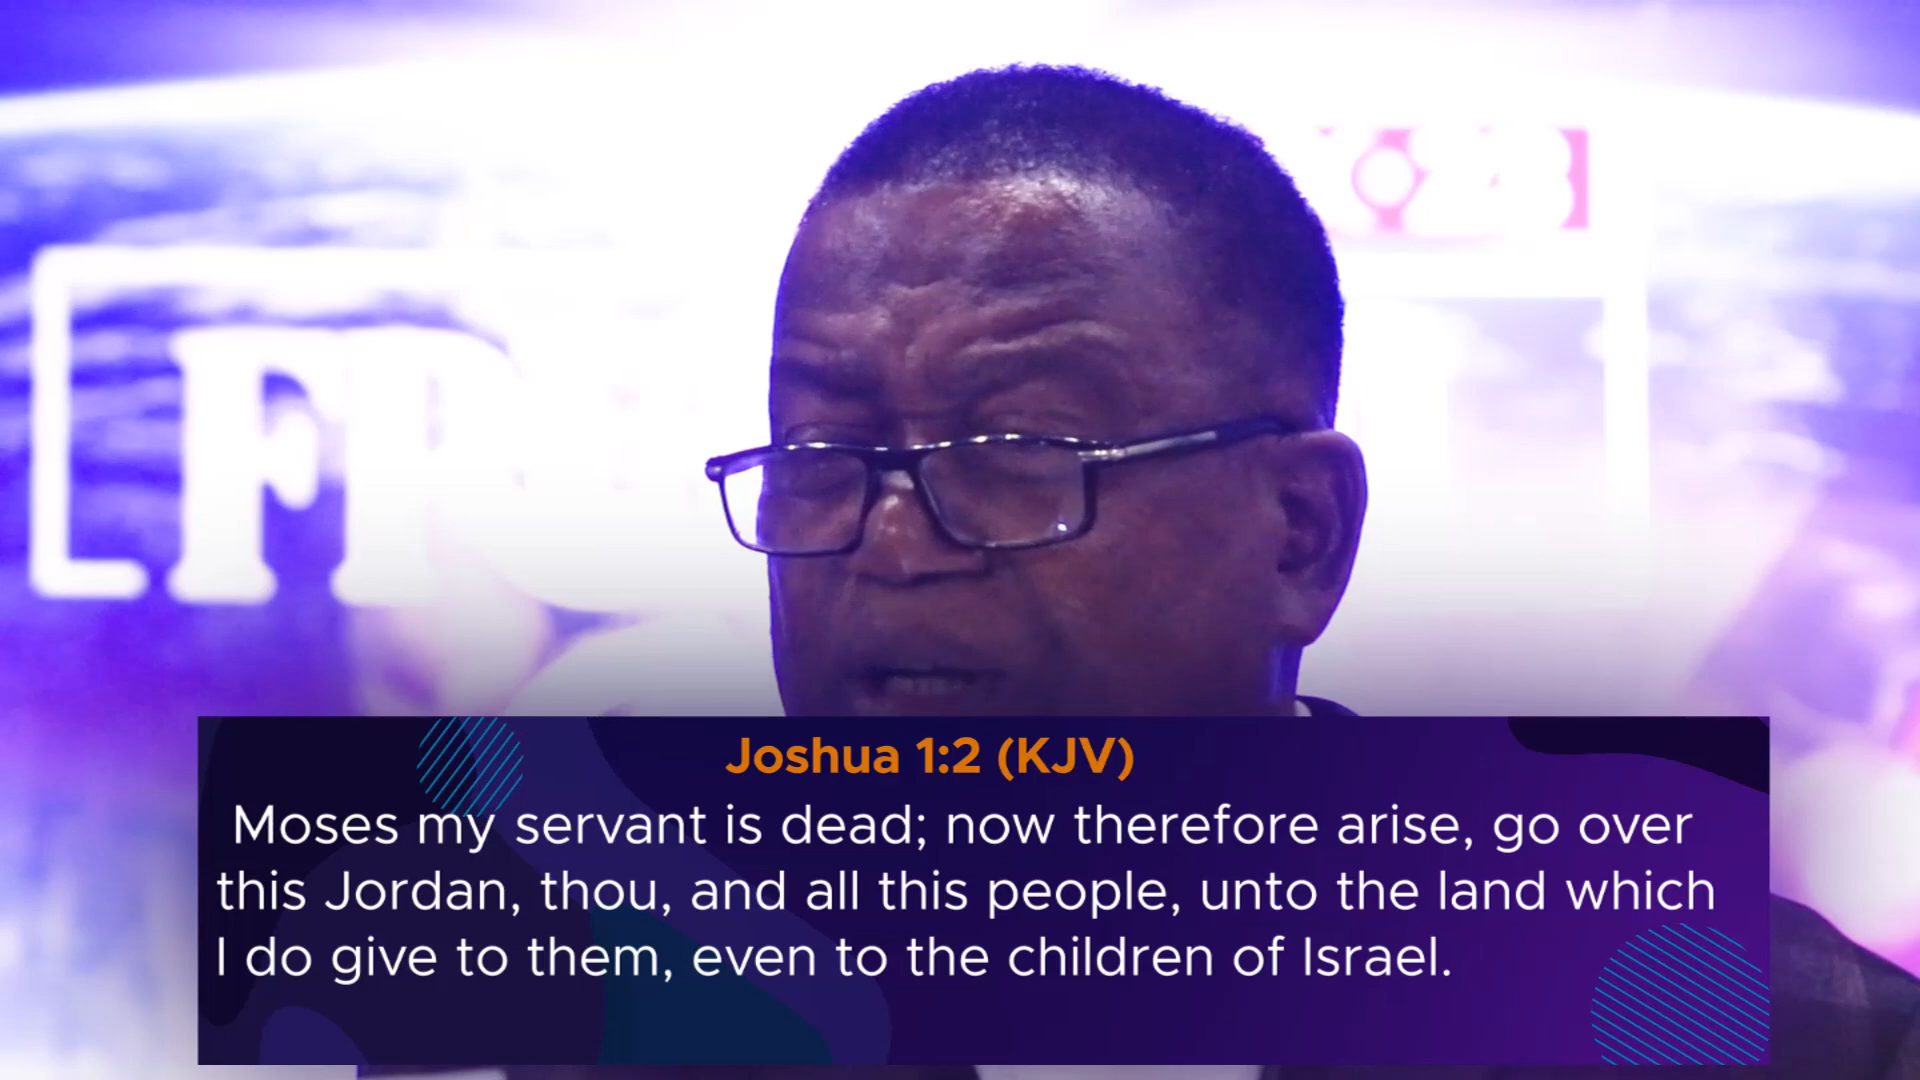 Joshua 1:2 (KJV)
Moses my servant is dead; now therefore arise, go over
this Jordan, thou, and all this people, unto the land which
I do give to them, even to the children of Israel.